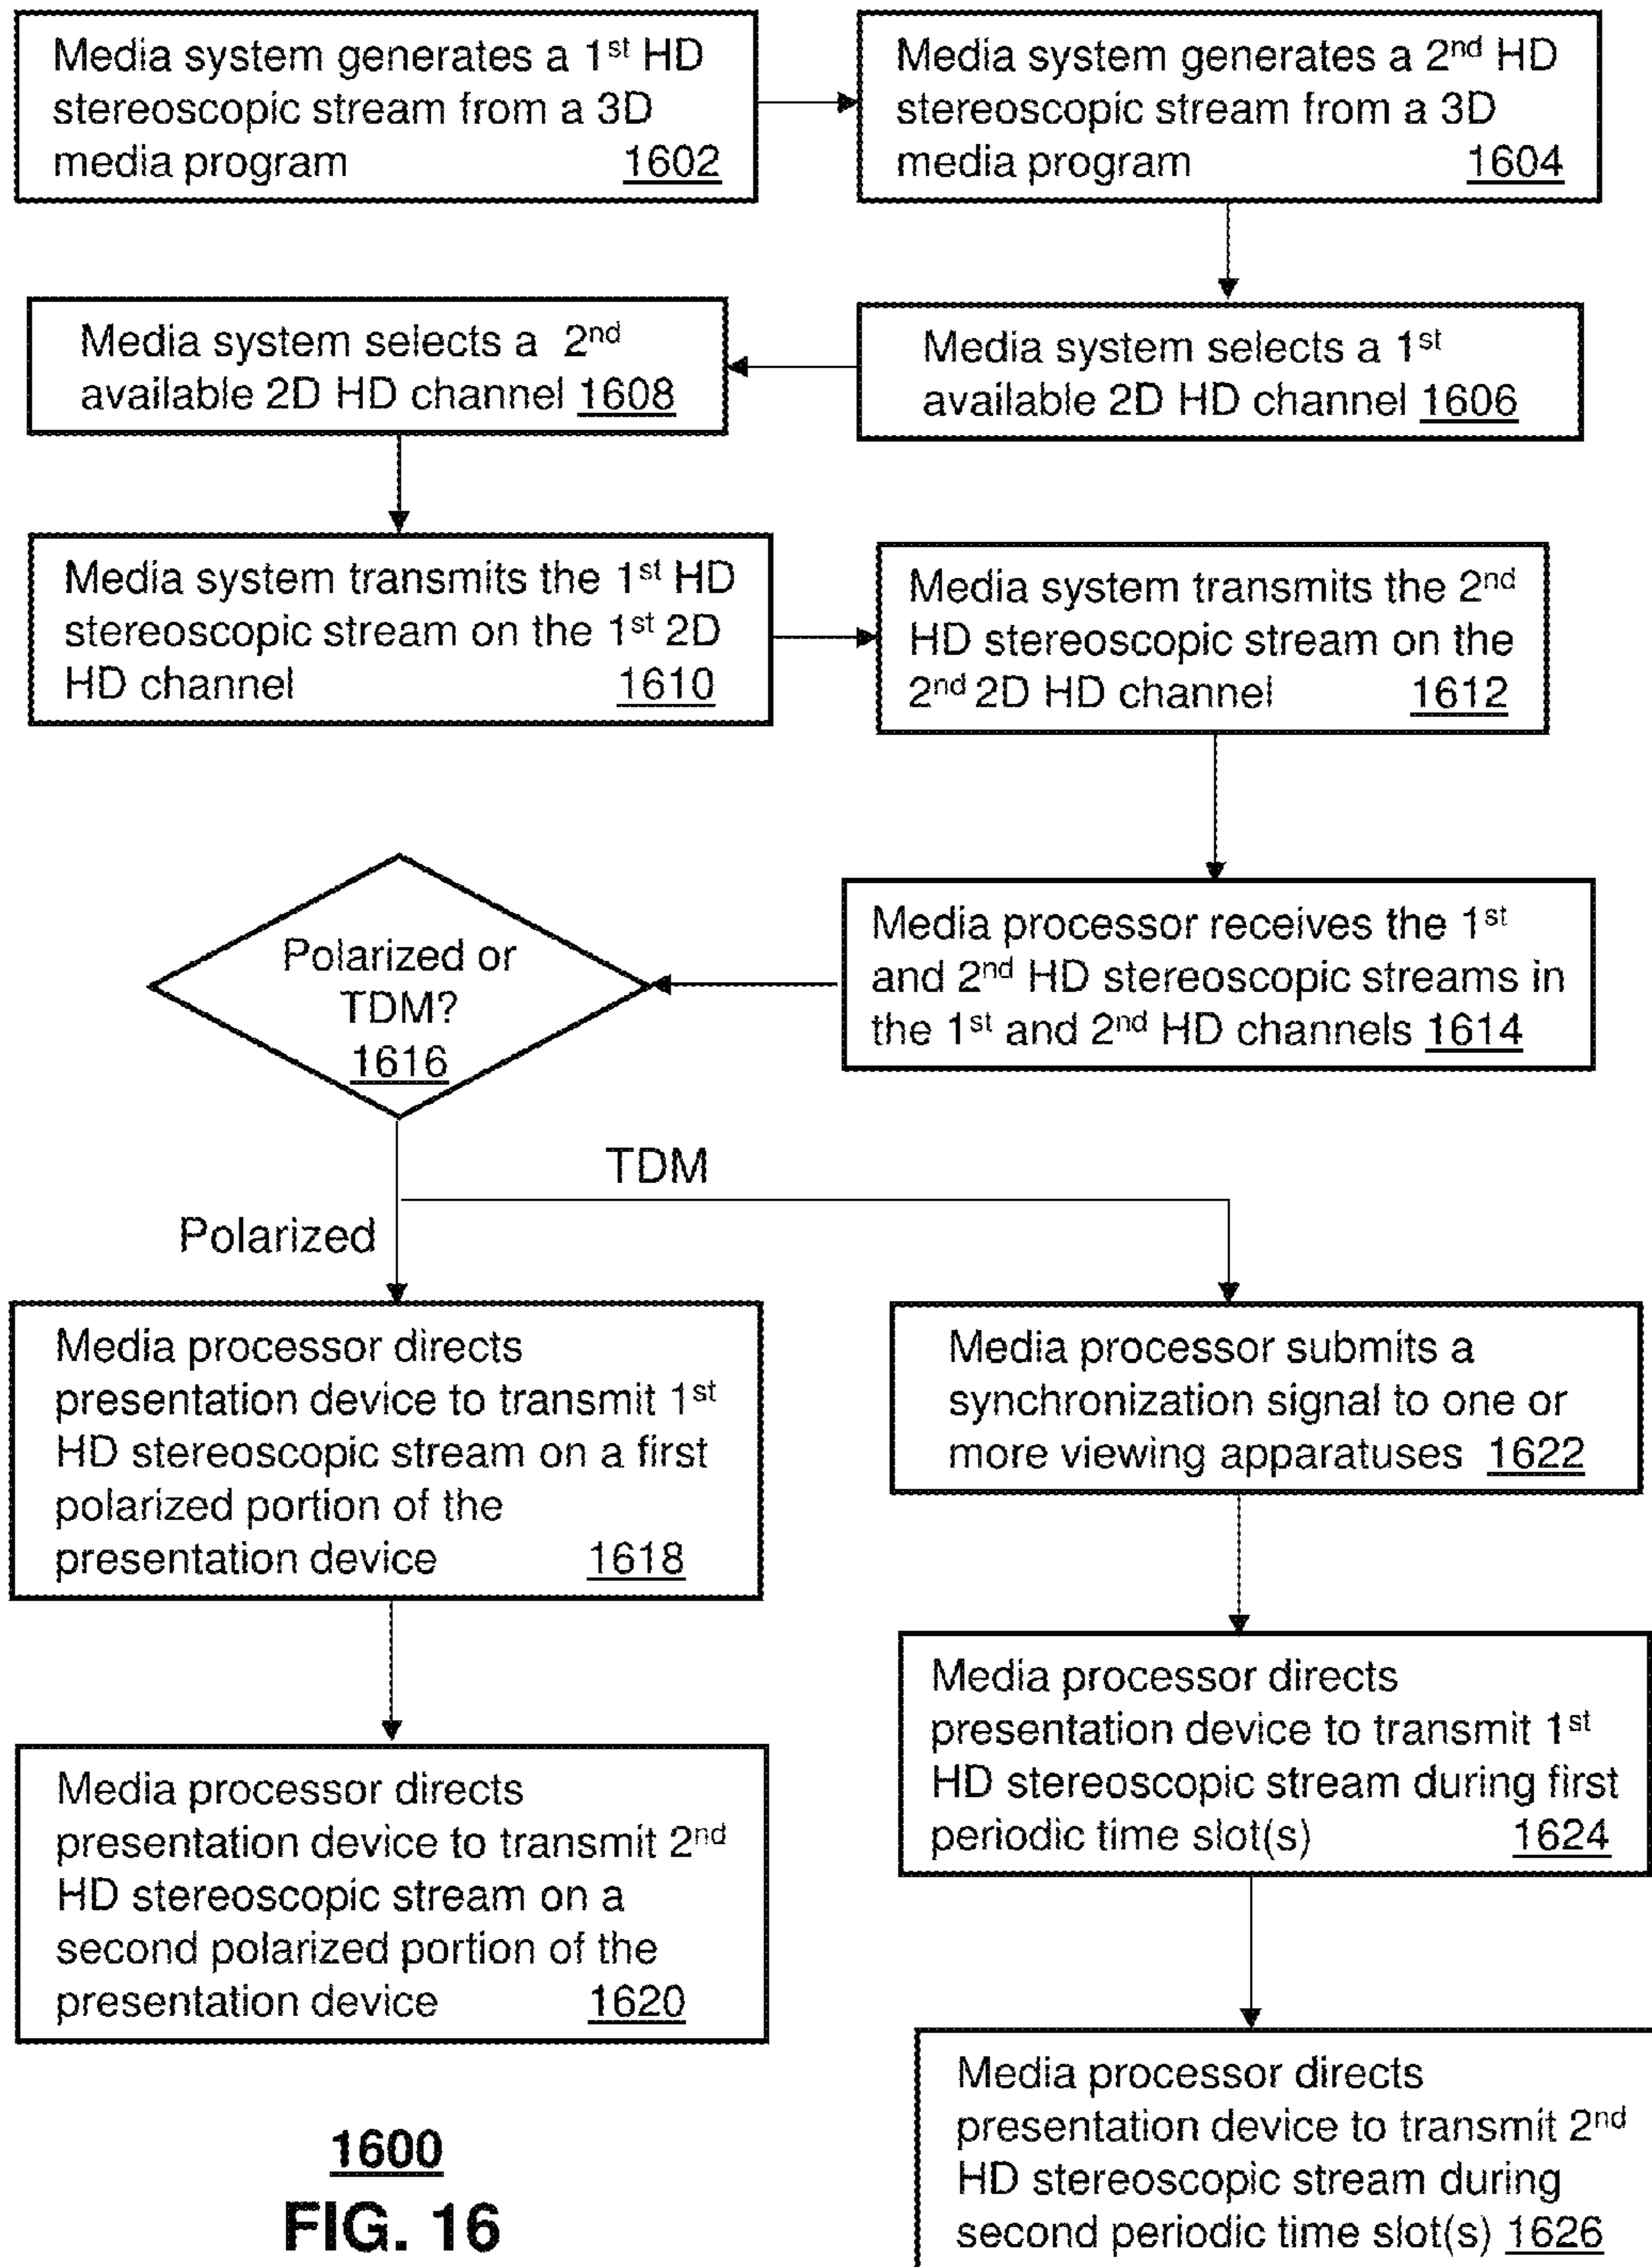 Media system generates a 1st HD
stereoscopic stream from a 3D
media program 1602
Media system generates a 2nd HD
stereoscopic stream from a 3D
media program 1604
Media system selects a 1st
available 2D HD channel 1606
Media system selects a 2nd
available 2D HD channel 1608
Media system transmits the 1st HD
stereoscopic stream on the 1st 2D
HD channel 1610
Media system transmits the 2nd
HD stereoscopic stream on the
2nd 2D HD channel 1612
Media processor receives the 1st
and 2nd HD stereoscopic streams in
the 1st and 2nd HD channels 1614
Polarized or
TDM?
1616
TDM
Polarized
Media processor directs
presentation device to transmit 1st
HD stereoscopic stream on a first
polarized portion of the
presentation device 1618
Media processor directs
presentation device to transmit 2nd
HD stereoscopic stream on a
second polarized portion of the
presentation device 1620
Media processor submits a
synchronization signal to one or
more viewing apparatuses 1622
Media processor directs
presentation device to transmit 1st
HD stereoscopic stream during first
periodic time slot(s) 1624
Media processor directs
presentation device to transmit 2nd
HD stereoscopic stream during
second periodic time slot(s) 1626
1600
FIG. 16